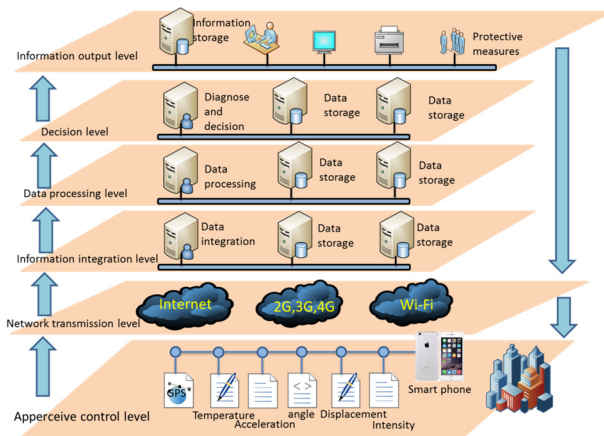 Information
storage
Protective
measures
Information output level
Diagnose and
decision
Data
storage
Data
storage
Decision level
Data
processing
Data
storage
Data
storage
Data processing level
Data
integration
Data
storage
Data
storage
Information integration level
Internet
2G,3G,4G
Wi-Fi
Network transmission level
Smart phone
GPS
Temperature
Acceleration
angle
Displacement
Intensity
Apperceive control level